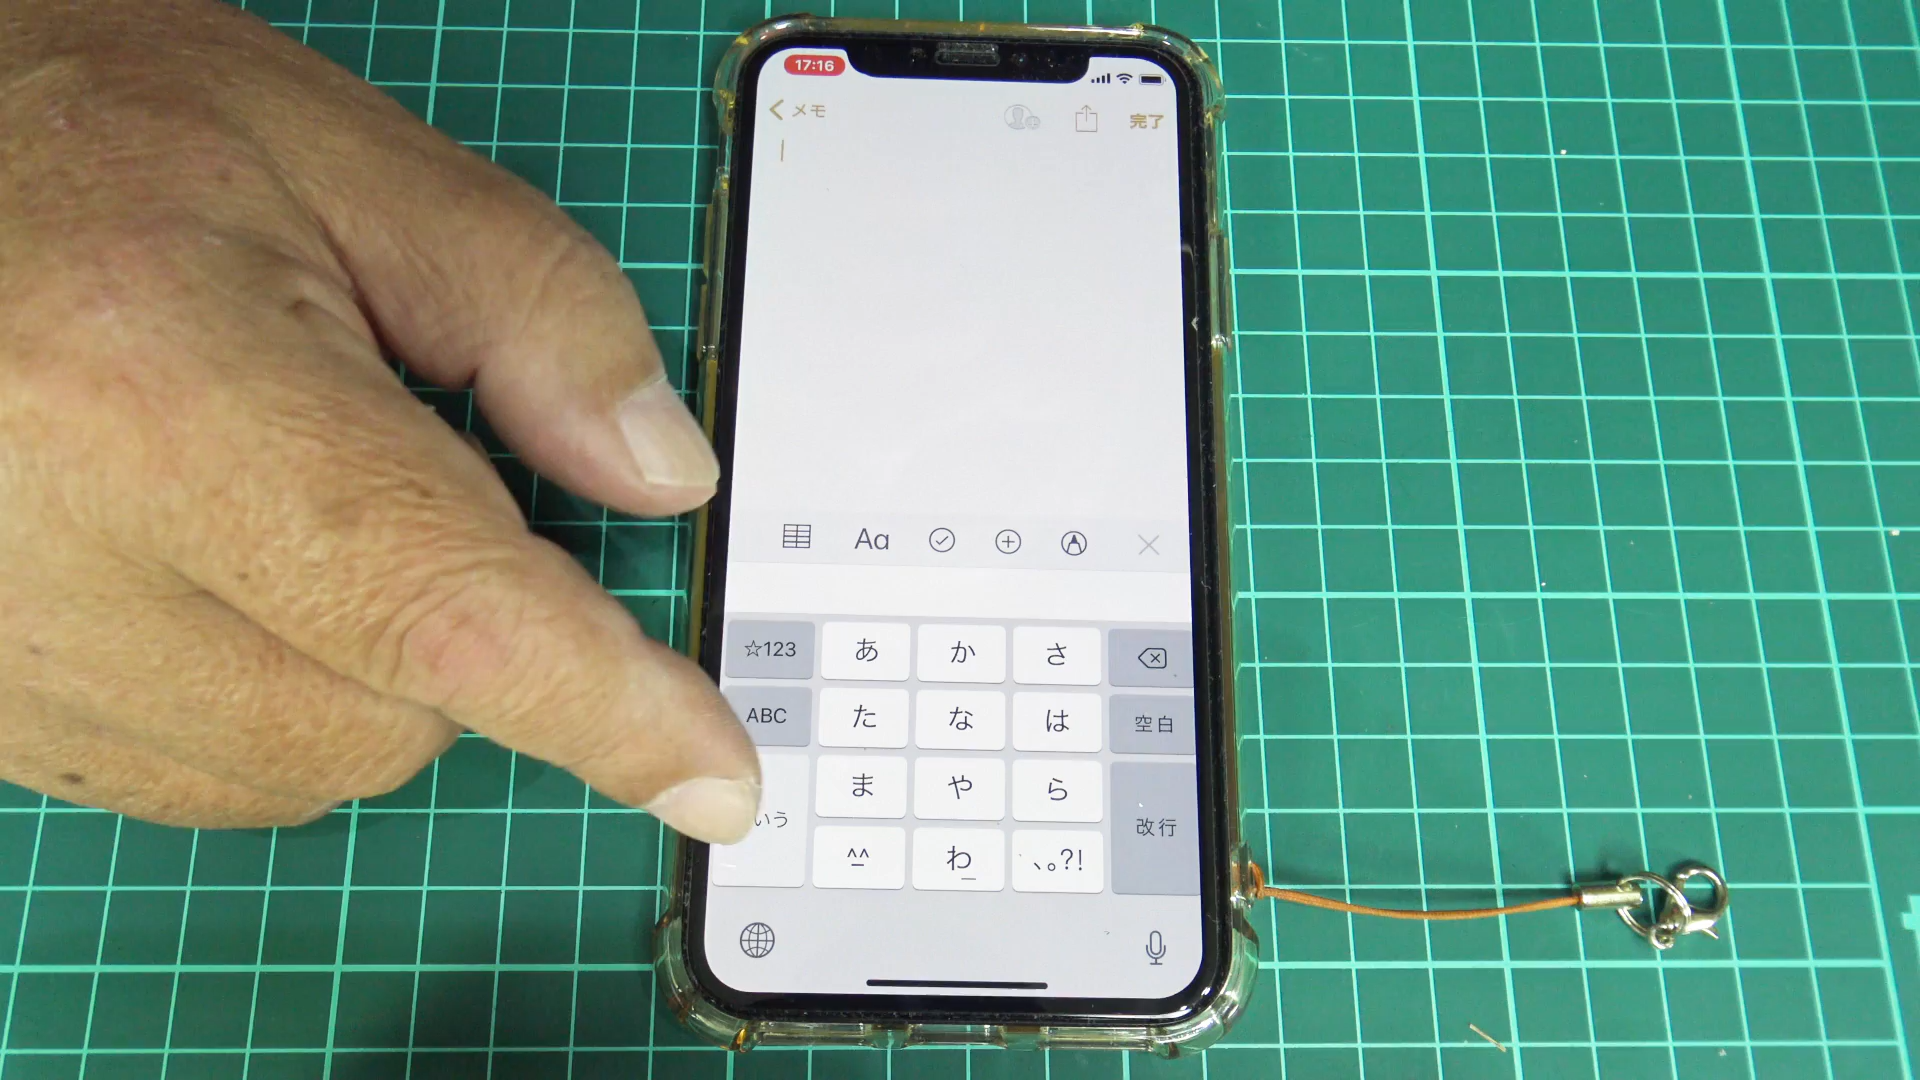 17:16
メモ
完了
Aa
☆123 あ か さ
ABC た な は 空白
ま や ら
いう 改行
^^ わ 、。?!